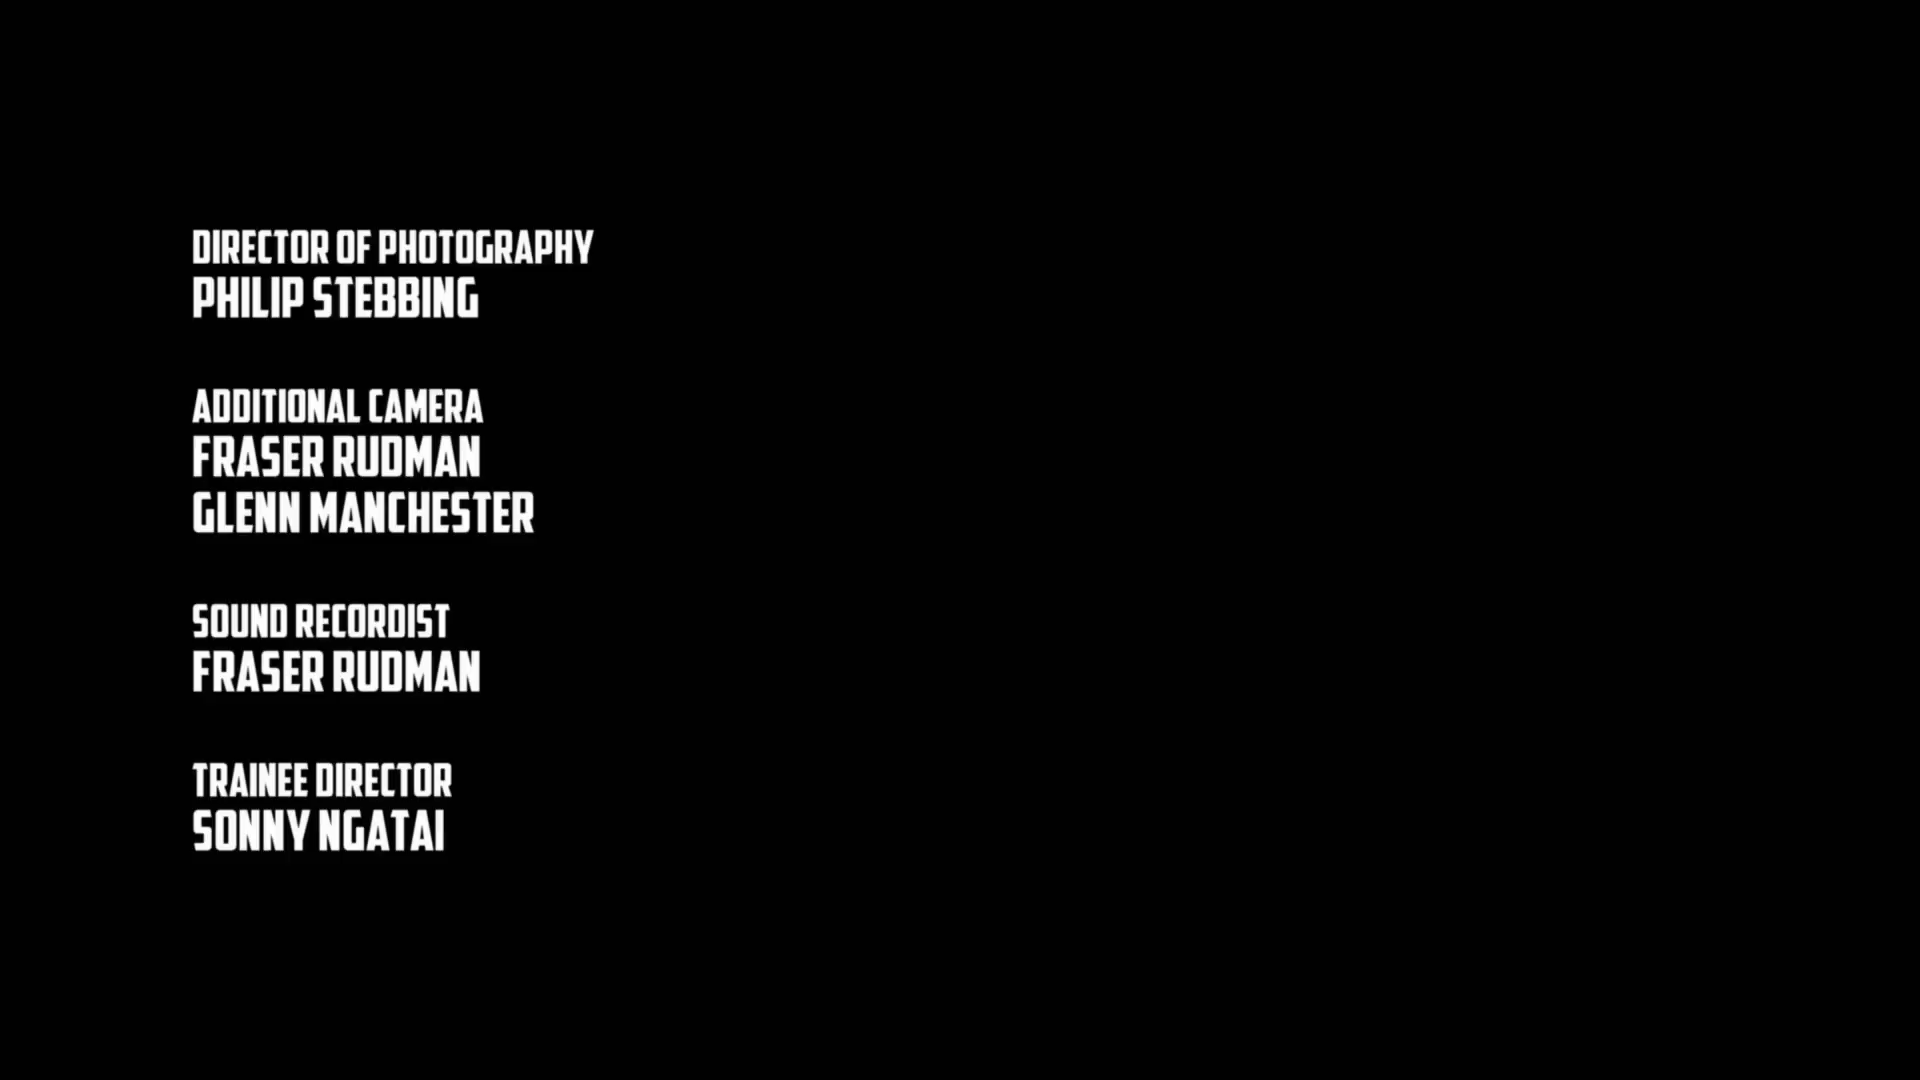 DIRECTOR OF PHOTOGRAPHY
PHILIP STEBBING
ADDITIONAL CAMERA
FRASER RUDMAN
GLENN MANCHESTER
SOUND RECORDIST
FRASER RUDMAN
TRAINEE DIRECTOR
SONNY NGATAI